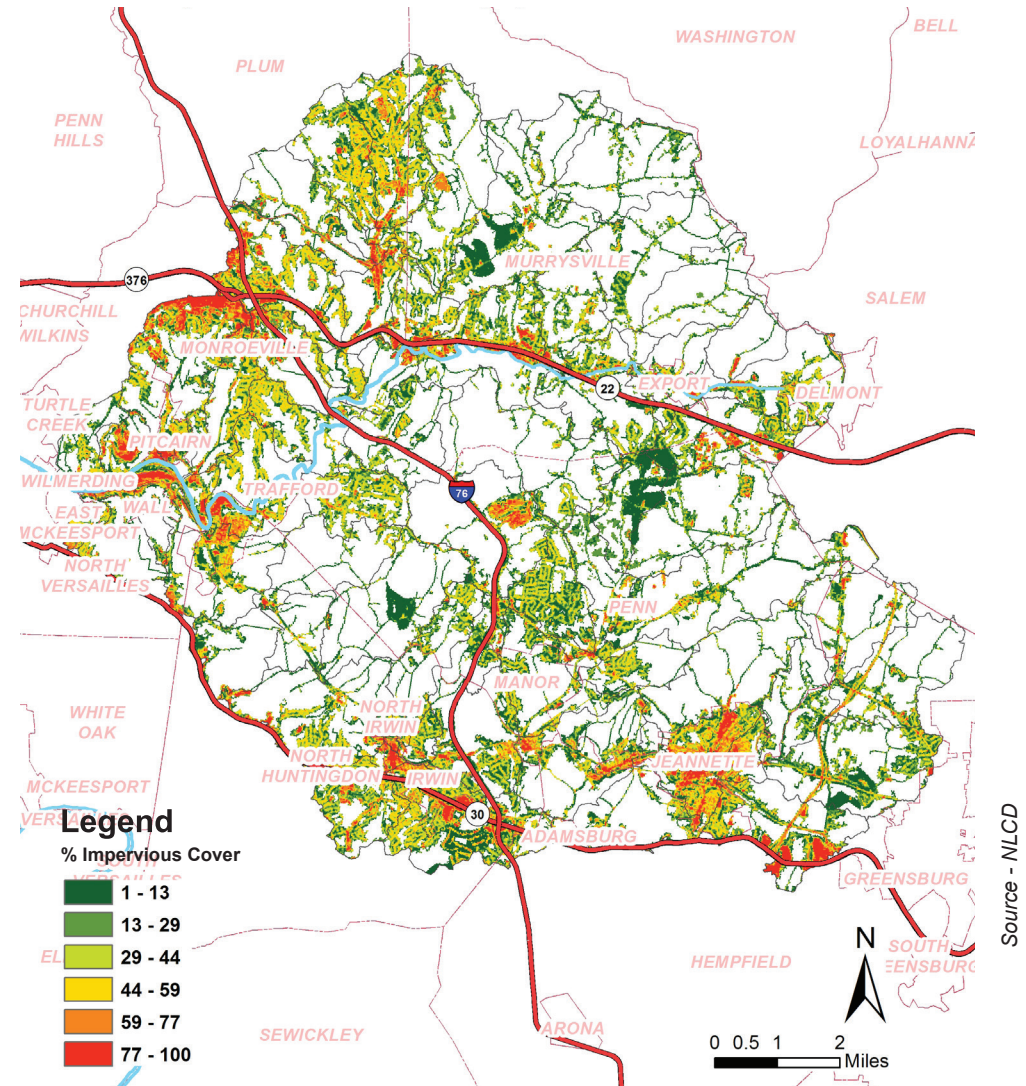 WASHINGTON
BELL
PLUM
PENN
HILLS
LOYALHANNA
MURRYSVILLE
376
SALEM
CHURCHILL
WILKINS
MONROEVILLE
22
EXPORT
DELMONT
TURTLE
CREEK
PITCAIRN
WILMERDING
TRAFFORD
76
WALL
EAST
MCKEESPORT
NORTH
VERSAILLES
PENN
MANOR
WHITE
OAK
NORTH
IRWIN
NORTH
HUNTINGDON
IRWIN
JEANNETTE
MCKEESPORT
30
ADAMSBURG
Legend
% Impervious Cover
SOUTH
VERSAILLES
GREENSBURG
1 - 13
13 - 29
29 - 44
44 - 59
59 - 77
77 - 100
N
SOUTH
EENSBURG
HEMPFIELD
SEWICKLEY
ARONA
0 0.5 1 2
Miles
Source - NLCD